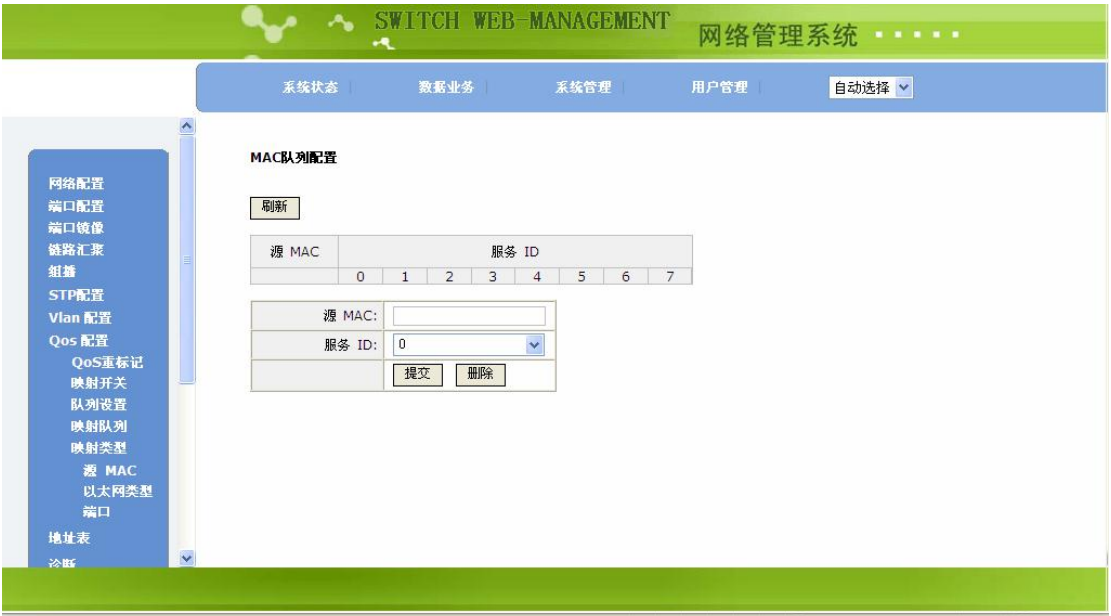 SWITCH WEB-MANAGEMENT
网络管理系统
系统状态 数据业务 系统管理 用户管理 自动选择
MAC队列配置
刷新
源 MAC 服务 ID
0 1 2 3 4 5 6 7
源 MAC:
服务 ID: 0
提交 删除
网络配置
端口配置
端口镜像
链路汇聚
组播
STP配置
Vlan 配置
Qos 配置
QoS重标记
映射开关
队列设置
映射队列
映射类型
源 MAC
以太网类型
端口
地址表
诊断